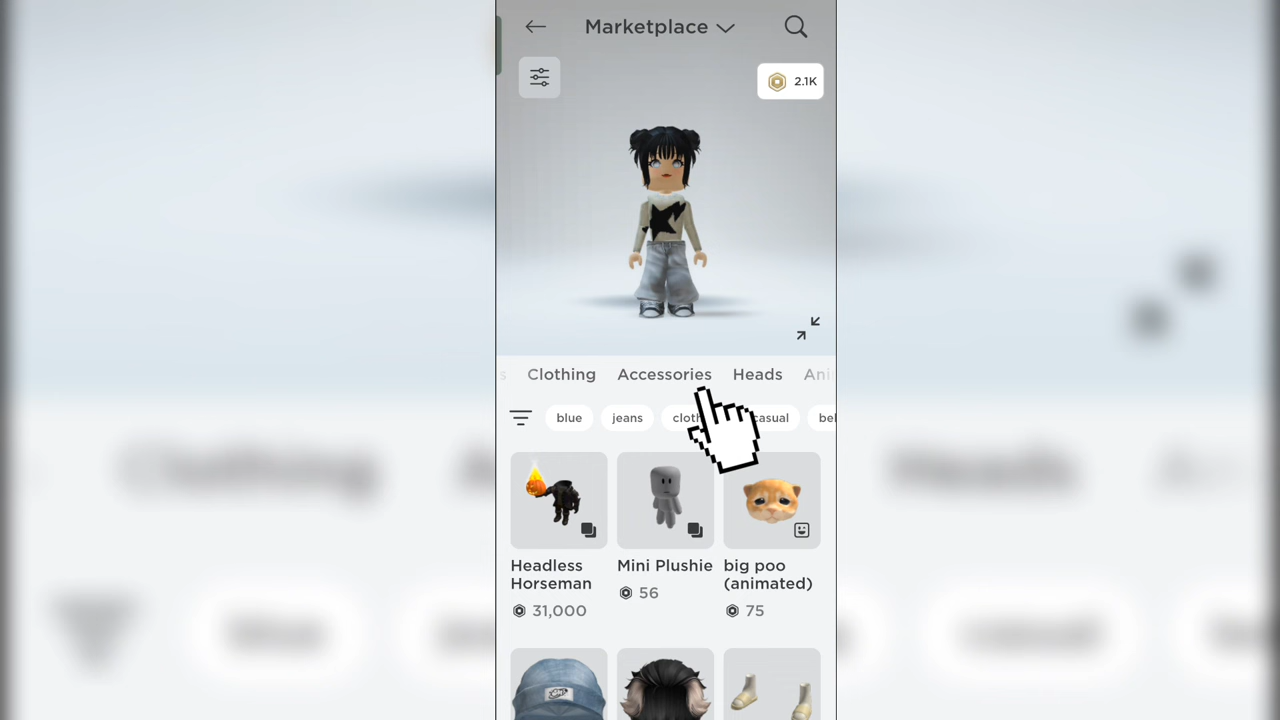 Marketplace
2.1K
Clothing Accessories Heads
blue jeans casual
Headless Horseman
31,000
Mini Plushie
56
big poo (animated)
75